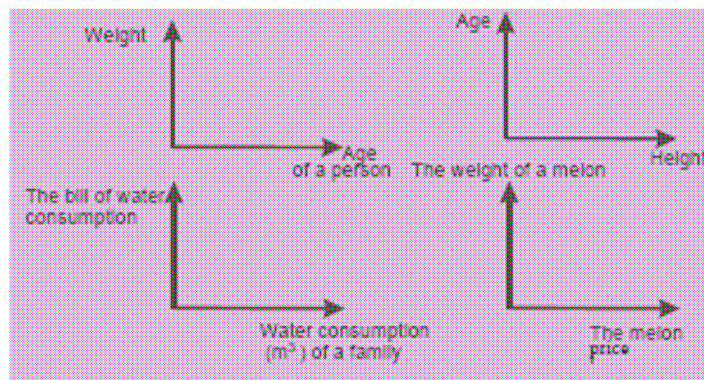 Weight
Age
of a person
Age
Height
The bill of water
consumption
Water consumption
(m³) of a family
The weight of a melon
The melon
price